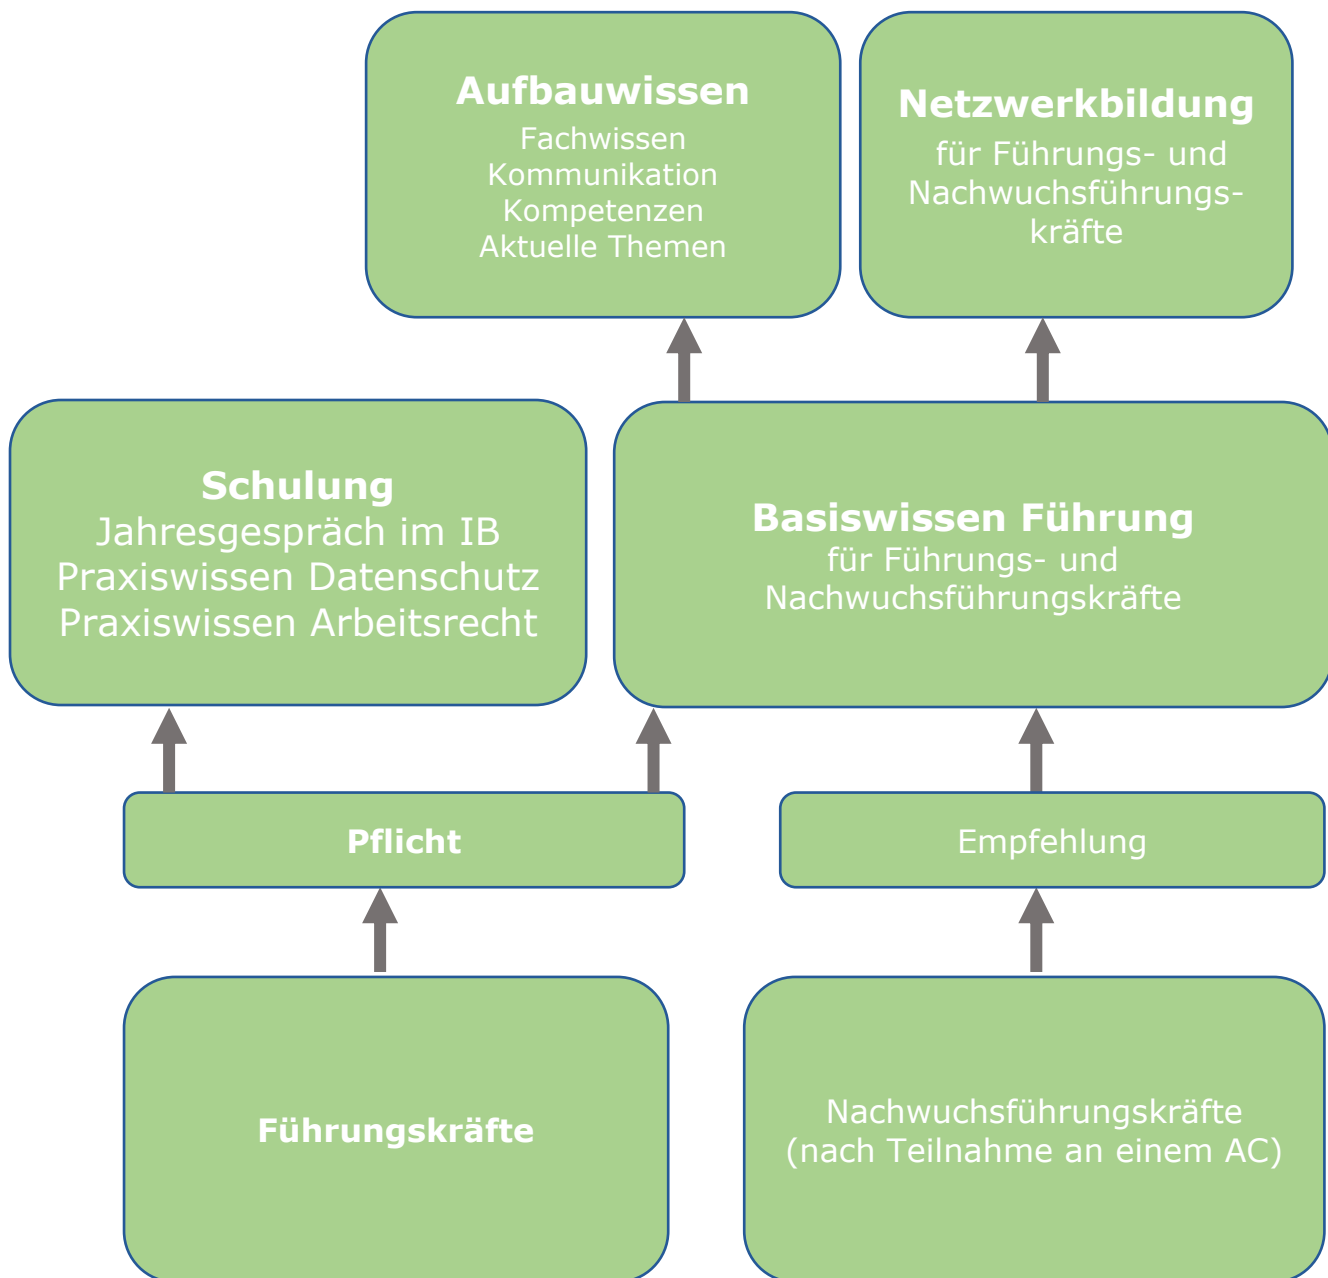 Aufbauwissen
Fachwissen
Kommunikation
Kompetenzen
Aktuelle Themen
Netzwerkbildung
für Führungs- und
Nachwuchsführungs-
kräfte
Schulung
Jahresgespräch im IB
Praxiswissen Datenschutz
Praxiswissen Arbeitsrecht
Basiswissen Führung
für Führungs- und
Nachwuchsführungskräfte
Pflicht
Empfehlung
Führungskräfte
Nachwuchsführungskräfte
(nach Teilnahme an einem AC)